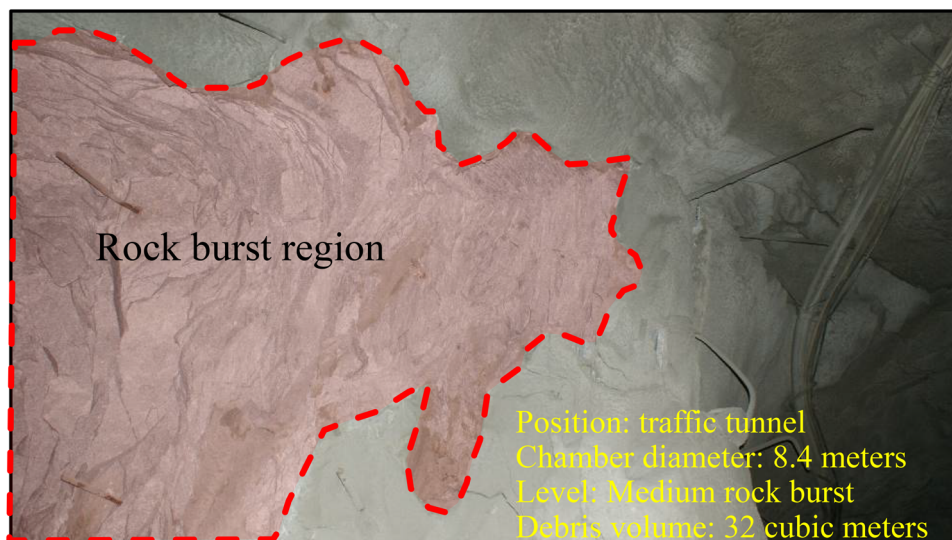 Rock burst region
Position: traffic tunnel
Chamber diameter: 8.4 meters
Level: Medium rock burst
Debris volume: 32 cubic meters